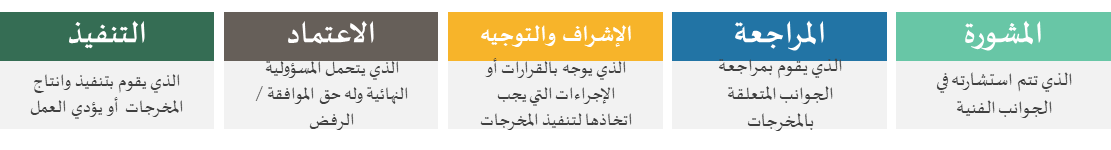 المشورة
الذي تتم استشارته في
الجوانب الفنية
المراجعة
الذي يقوم بمراجعة
الجوانب المتعلقة
بالمخرجات
الإشراف والتوجيه
الذي يوجه بالقرارات أو
الإجراءات التي يجب
اتخاذها لتنفيذ المخرجات
الاعتماد
الذي يتحمل المسؤولية
النهائية وله حق الموافقة /
الرفض
التنفيذ
الذي يقوم بتنفيذ وانتاج
المخرجات أو يؤدي العمل